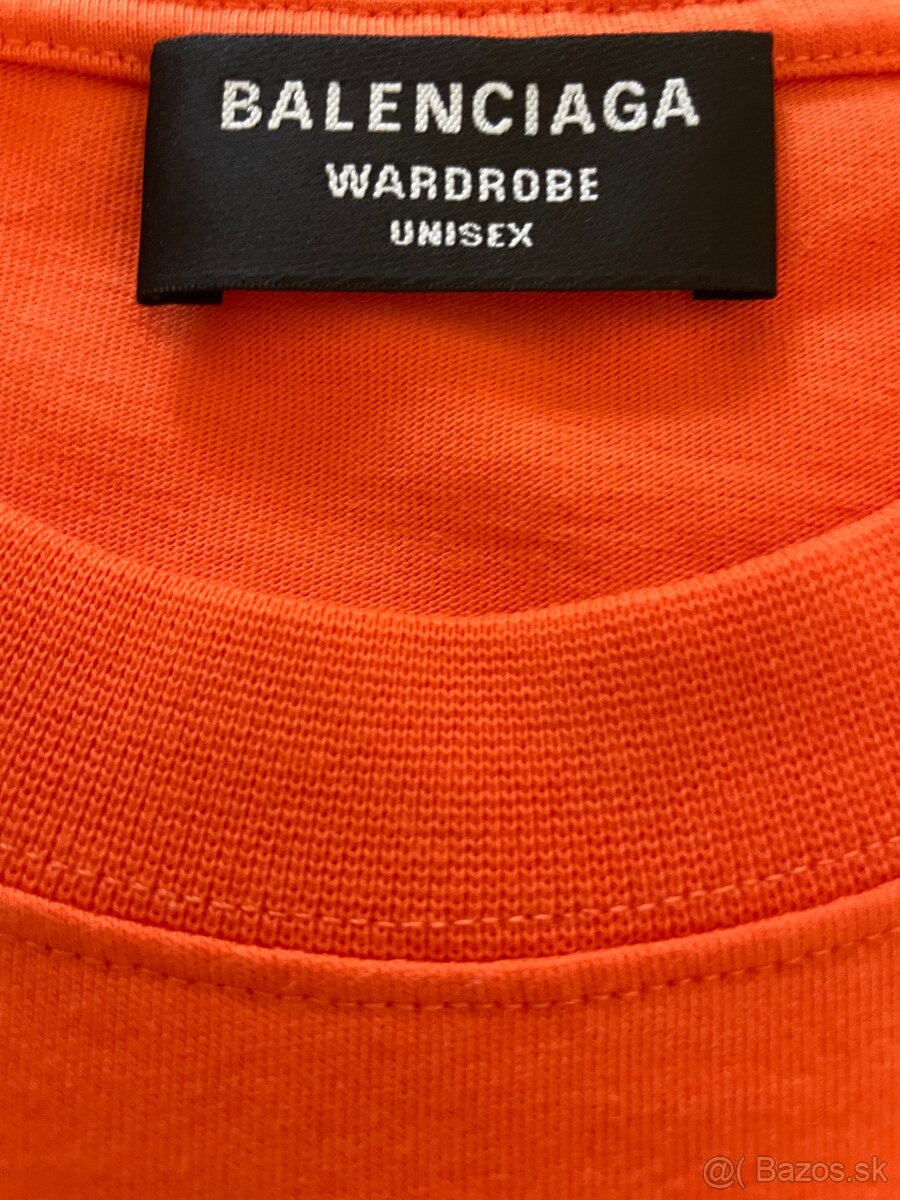 BALENCIAGA
WARDROBE
UNISEX
@( Bazos.sk